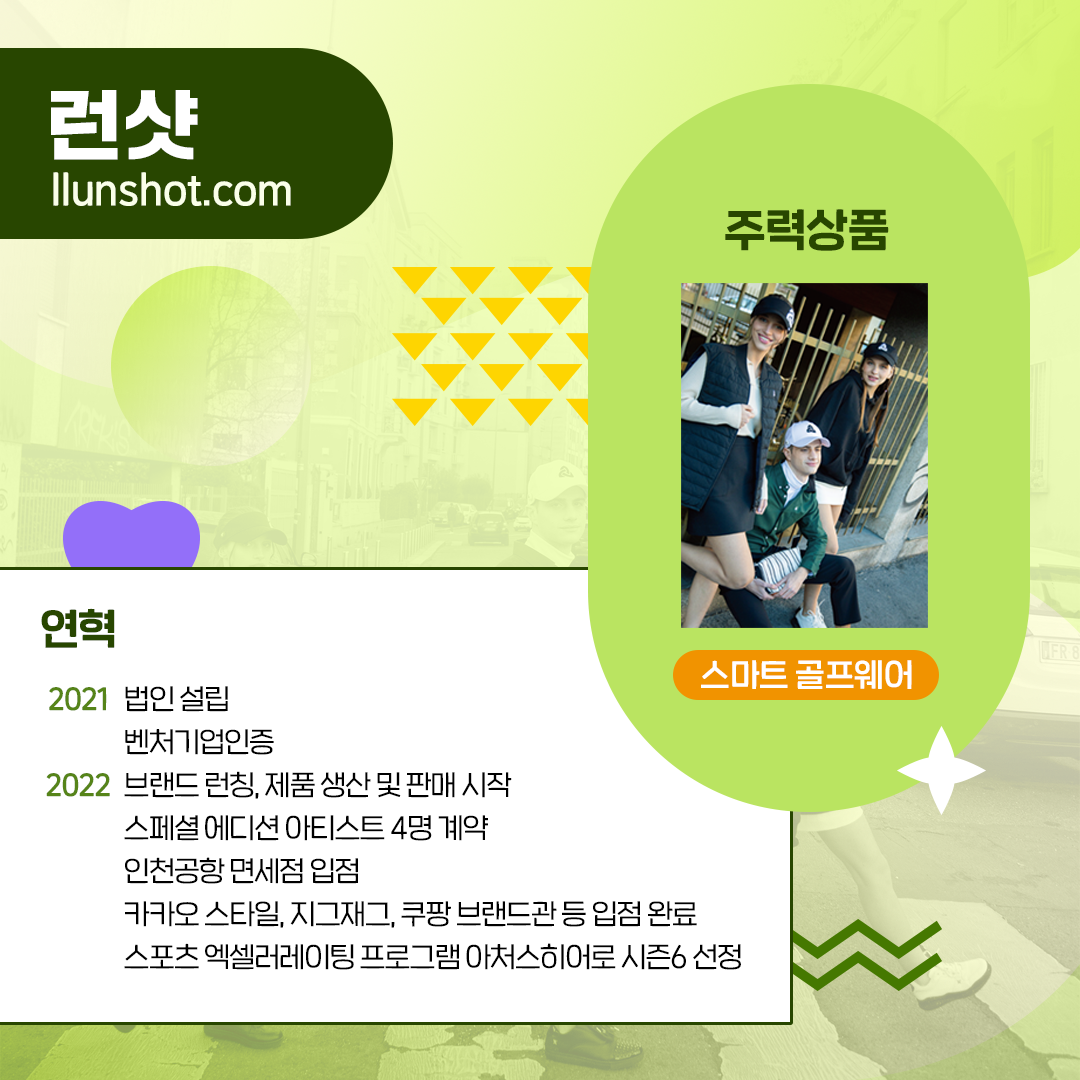 런샷
llunshot.com
주력상품
스마트 골프웨어
연혁
2021 법인 설립
벤처기업인증
2022 브랜드 런칭, 제품 생산 및 판매 시작
스페셜 에디션 아티스트 4명 계약
인천공항 면세점 입점
카카오 스타일, 지그재그, 쿠팡 브랜드관 등 입점 완료
스포츠 엑셀러레이팅 프로그램 아처스히어로 시즌6 선정